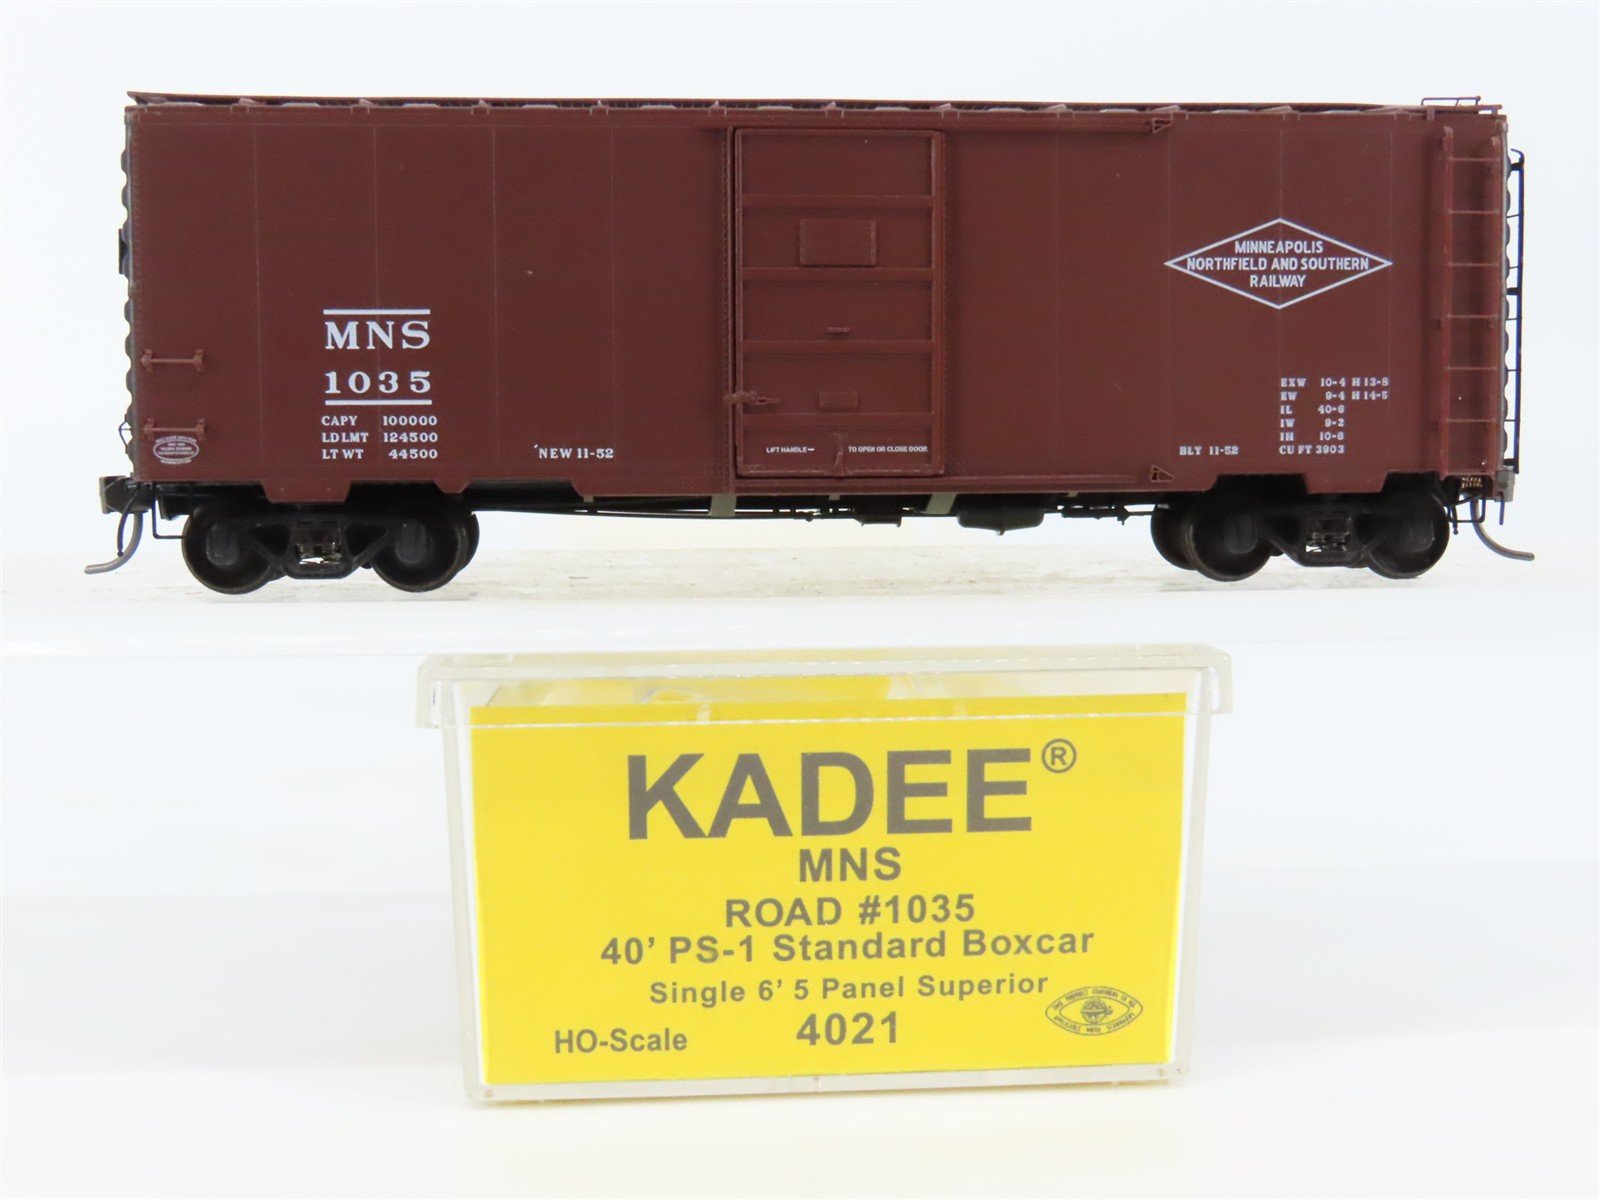 MINNEAPOLIS
NORTHFIELD AND SOUTHERN
RAILWAY
MNS
1035
CAPY 100000
LD LMT 124500
LT WT 44500
NEW 11-52
LIFT HANDLE— TO OPEN OR CLOSE DOOR
BLT 11-52
EXW 10-4 H 13-8
EW 9-4 H 14-5
IL 40-6
IW 9-2
IH 10-6
CU FT 3903
KADEE®
MNS
ROAD #1035
40' PS-1 Standard Boxcar
Single 6' 5 Panel Superior
HO-Scale 4021